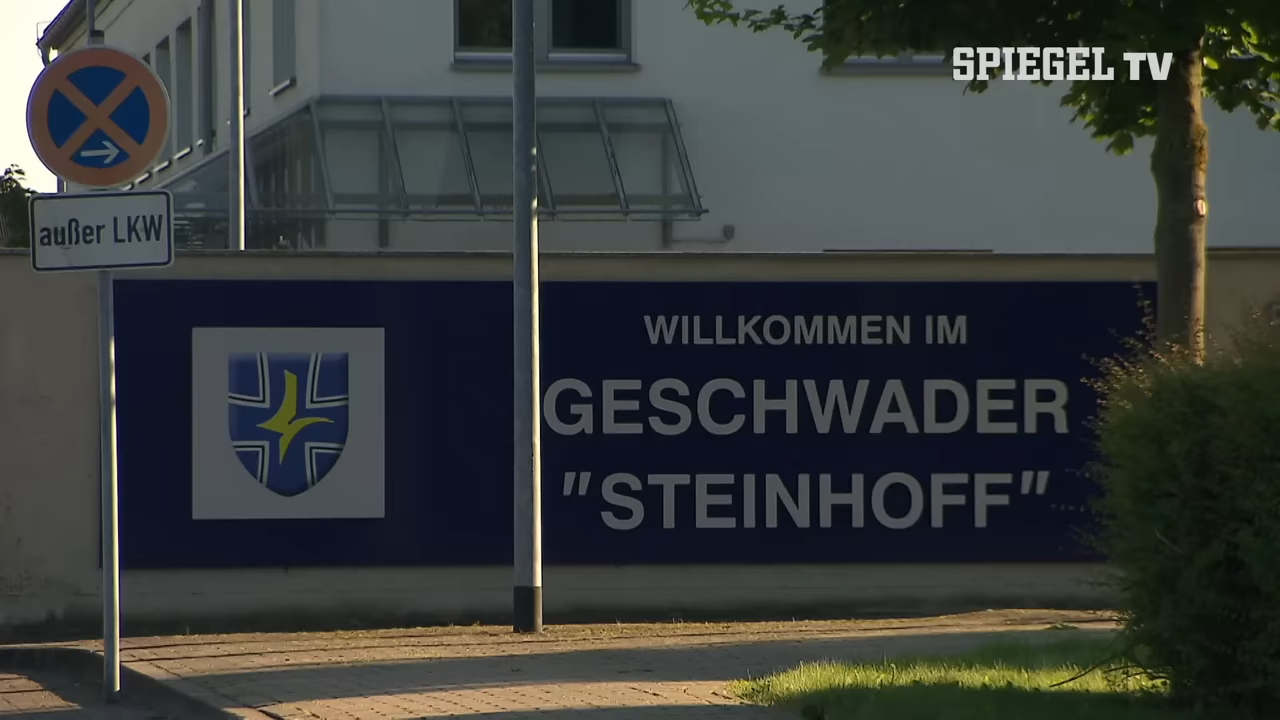 SPIEGEL TV
außer LKW
WILLKOMMEN IM
GESCHWADER
"STEINHOFF"